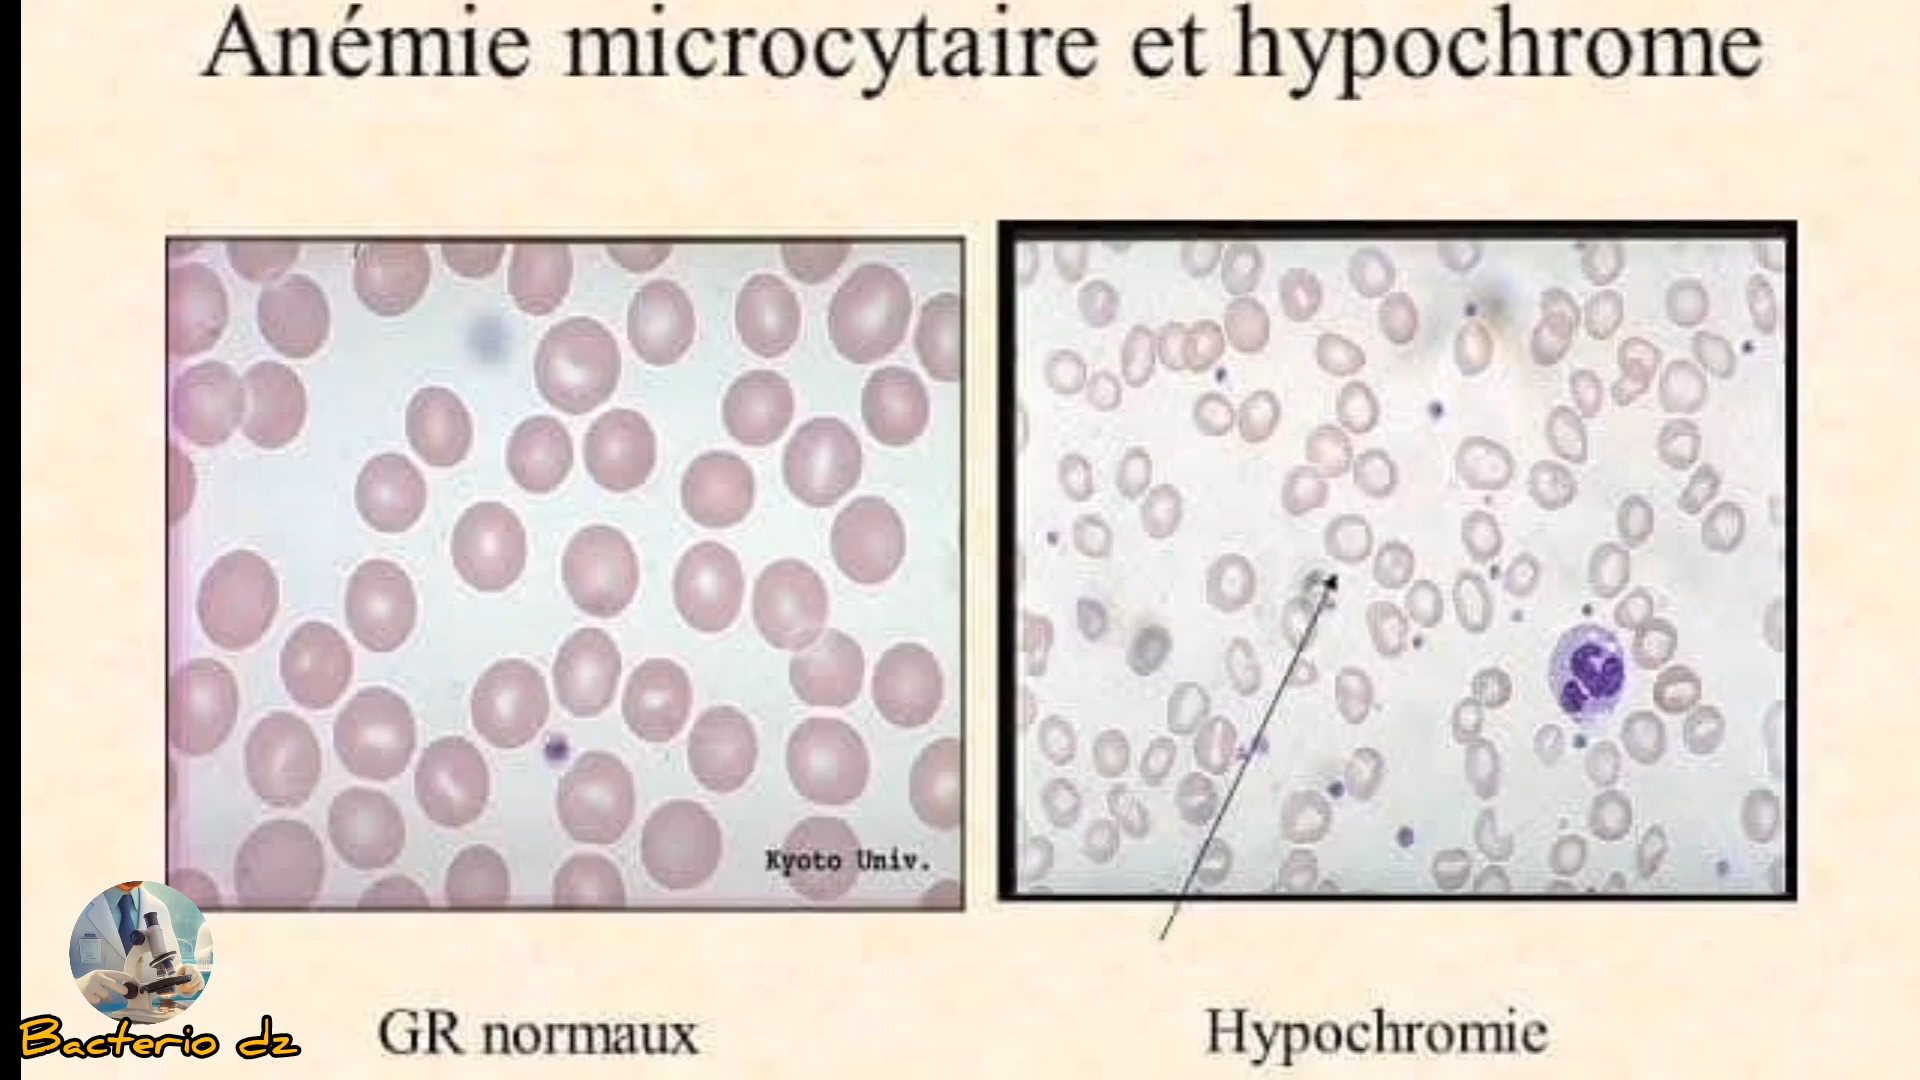 Anémie microcytaire et hypochrome
Kyoto Univ.
GR normaux
Hypochromie
Bacterio dz